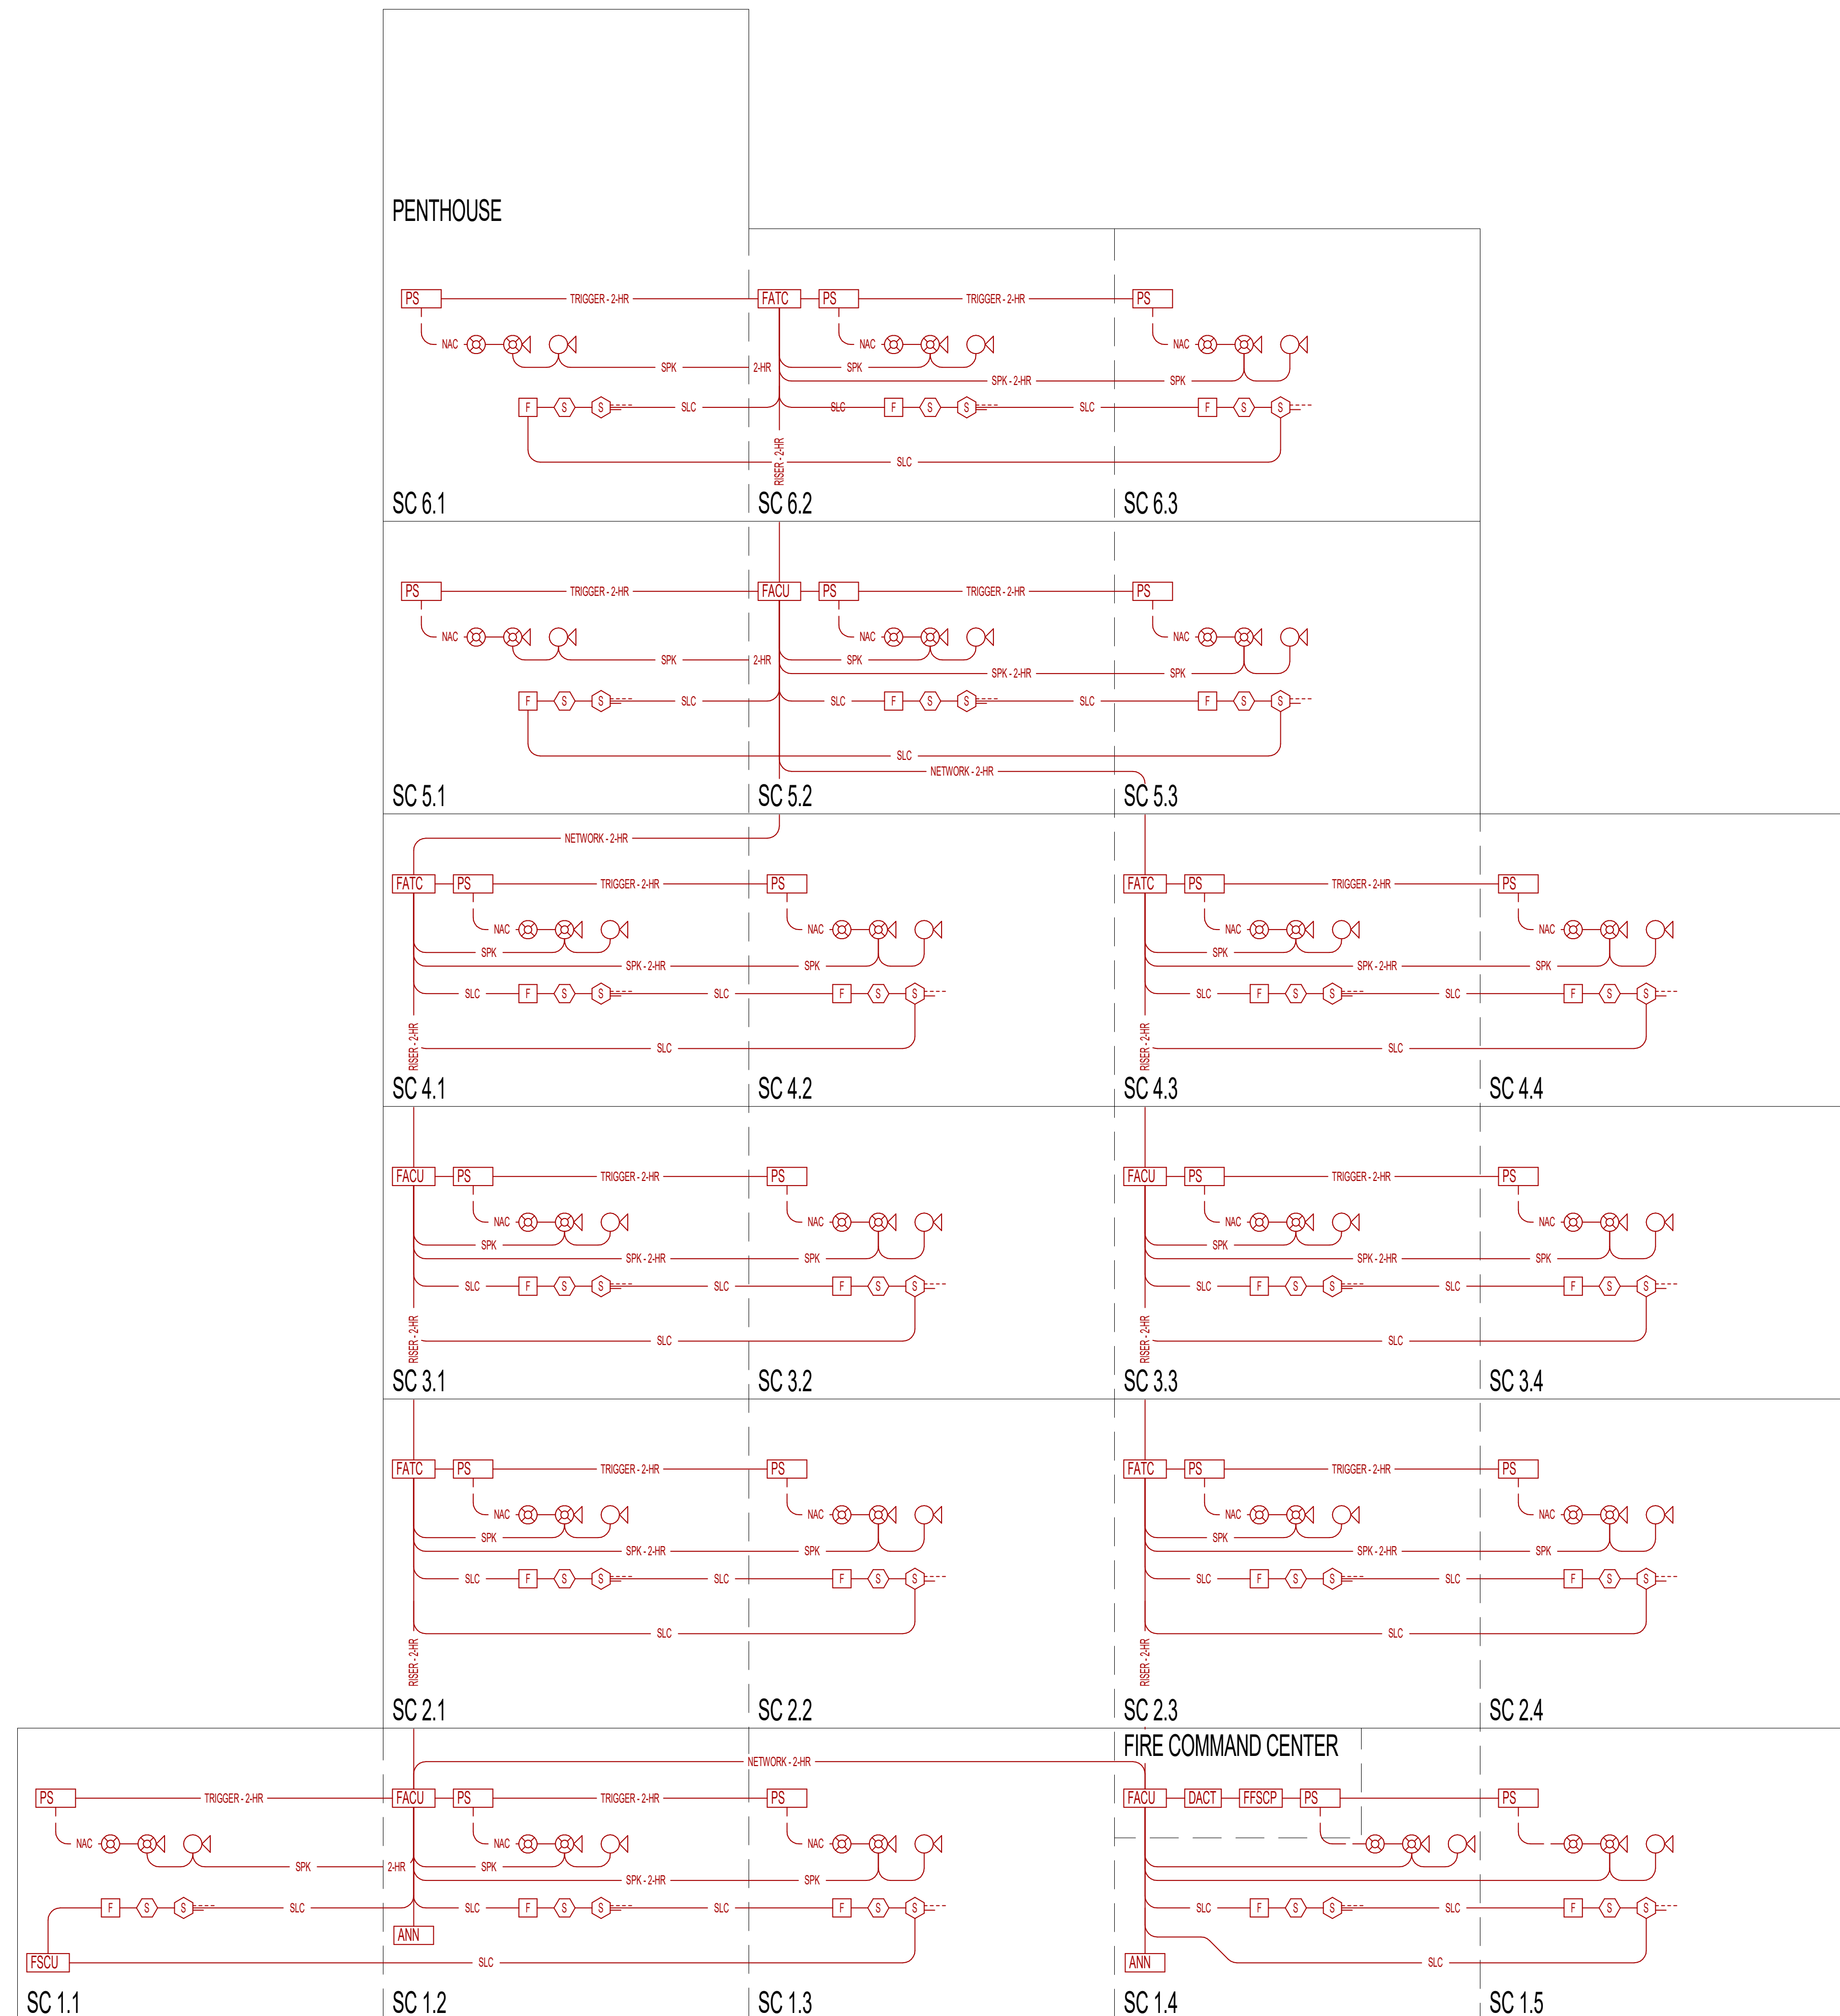 PENTHOUSE
PS TRIGGER - 2-HR FATC PS TRIGGER - 2-HR PS
NAC NAC NAC
SPK 2-HR SPK
SPK - 2-HR SPK
F S S SLC SLC F S S SLC F S S
RISER - 2-HR SLC
SC 6.1 SC 6.2 SC 6.3
PS TRIGGER - 2-HR FACU PS TRIGGER - 2-HR PS
NAC NAC NAC
SPK 2-HR SPK
SPK - 2-HR SPK
F S S SLC SLC F S S SLC F S S
SLC
NETWORK - 2-HR
SC 5.1 SC 5.2 SC 5.3
NETWORK - 2-HR
FATC PS TRIGGER - 2-HR PS FATC PS TRIGGER - 2-HR PS
NAC NAC NAC NAC
SPK SPK
SPK - 2-HR SPK SPK - 2-HR SPK
SLC F S S SLC F S S SLC F S S SLC F S S
RISER - 2-HR SLC RISER - 2-HR SLC
SC 4.1 SC 4.2 SC 4.3 SC 4.4
FACU PS TRIGGER - 2-HR PS FACU PS TRIGGER - 2-HR PS
NAC NAC NAC NAC
SPK SPK
SPK - 2-HR SPK SPK - 2-HR SPK
SLC F S S SLC F S S SLC F S S SLC F S S
RISER - 2-HR SLC RISER - 2-HR SLC
SC 3.1 SC 3.2 SC 3.3 SC 3.4
FATC PS TRIGGER - 2-HR PS FATC PS TRIGGER - 2-HR PS
NAC NAC NAC NAC
SPK SPK
SPK - 2-HR SPK SPK - 2-HR SPK
SLC F S S SLC F S S SLC F S S SLC F S S
SLC SLC
RISER - 2-HR RISER - 2-HR
SC 2.1 SC 2.2 SC 2.3 SC 2.4
FIRE COMMAND CENTER
NETWORK - 2-HR
PS TRIGGER - 2-HR FACU PS TRIGGER - 2-HR PS FACU DACT FFSCP PS PS
NAC NAC NAC
SPK 2-HR SPK
SPK - 2-HR SPK
F S S SLC SLC F S S SLC F S S SLC F S S SLC F S S
ANN
FSCU SLC ANN SLC
SC 1.1 SC 1.2 SC 1.3 SC 1.4 SC 1.5